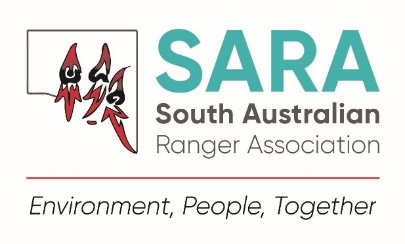 SARA
South Australian
Ranger Association
Environment, People, Together